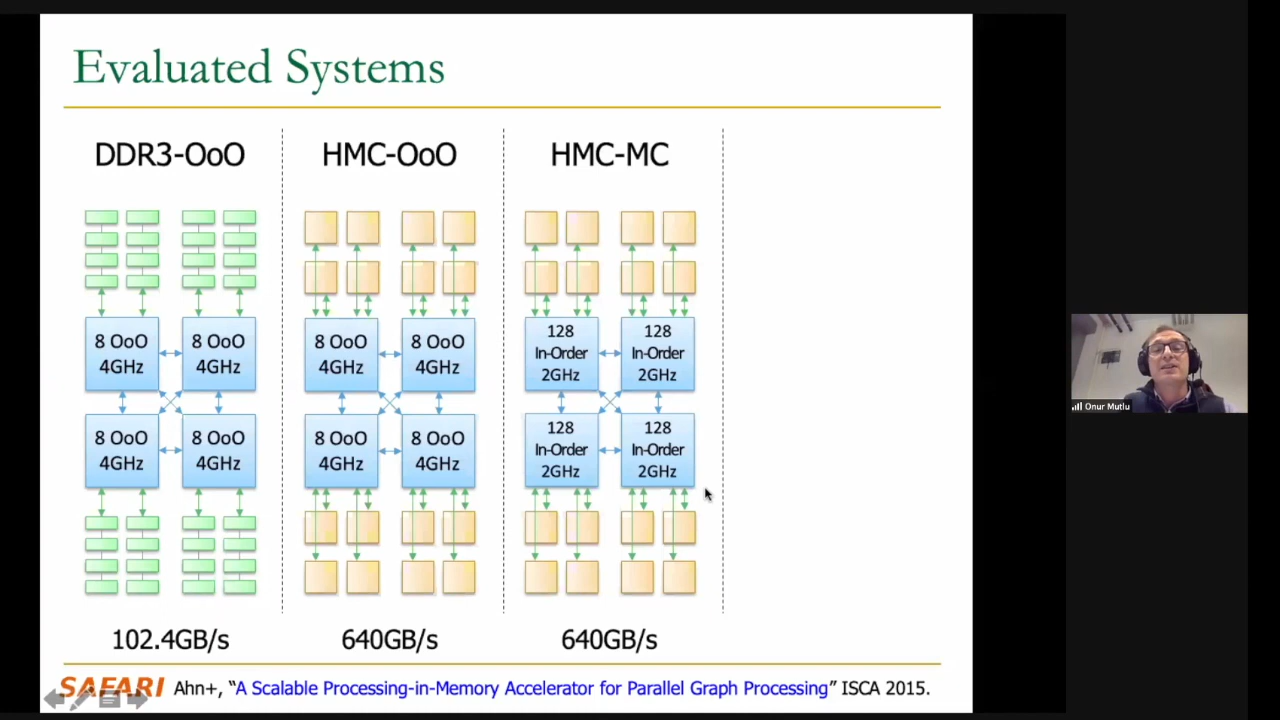 Evaluated Systems
DDR3-OoO
HMC-OoO
HMC-MC
8 OoO
4GHz
8 OoO
4GHz
8 OoO
4GHz
8 OoO
4GHz
8 OoO
4GHz
8 OoO
4GHz
8 OoO
4GHz
8 OoO
4GHz
128
In-Order
2GHz
128
In-Order
2GHz
128
In-Order
2GHz
128
In-Order
2GHz
102.4GB/s
640GB/s
640GB/s
SAFARI Ahn+, “A Scalable Processing-in-Memory Accelerator for Parallel Graph Processing” ISCA 2015.
Onur Mutlu